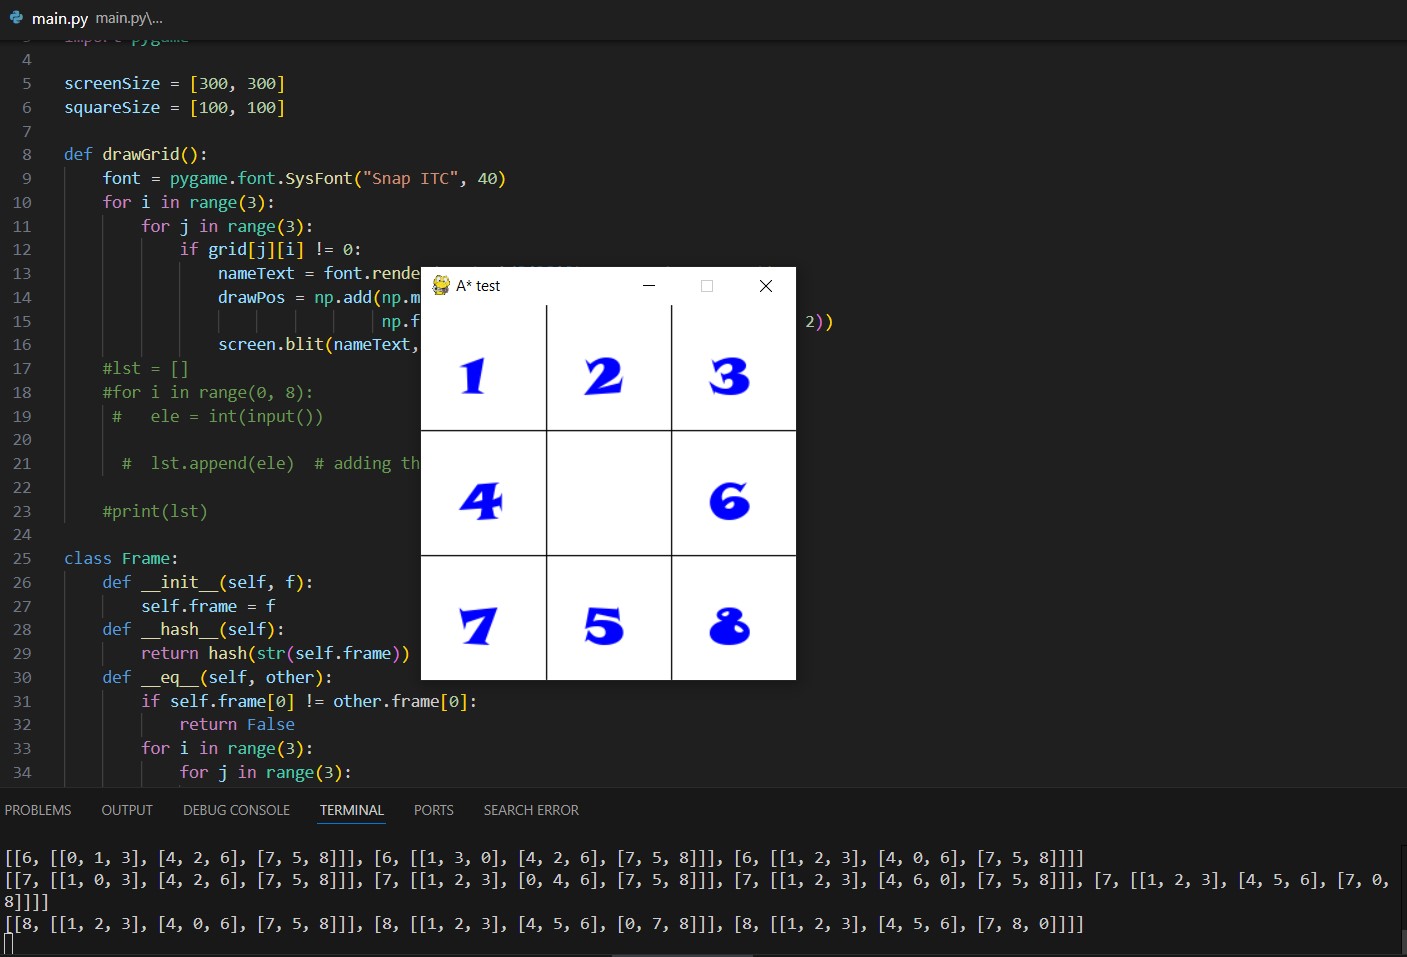 main.py main.py\...
3 import pygame
4
5 screenSize = [300, 300]
6 squareSize = [100, 100]
7
8 def drawGrid():
9 font = pygame.font.SysFont("Snap ITC", 40)
10 for i in range(3):
11 for j in range(3):
12 if grid[j][i] != 0:
13 nameText = font.rende
14 drawPos = np.add(np.m
15 np.f 2))
16 screen.blit(nameText,
17 #lst = []
18 #for i in range(0, 8):
19 # ele = int(input())
20
21 # lst.append(ele) # adding th
22
23 #print(lst)
24
25 class Frame:
26 def __init__(self, f):
27 self.frame = f
28 def __hash__(self):
29 return hash(str(self.frame))
30 def __eq__(self, other):
31 if self.frame[0] != other.frame[0]:
32 return False
33 for i in range(3):
34 for j in range(3):
A* test
1 2 3
4 6
7 5 8
PROBLEMS OUTPUT DEBUG CONSOLE TERMINAL PORTS SEARCH ERROR
[[6, [[0, 1, 3], [4, 2, 6], [7, 5, 8]]], [6, [[1, 3, 0], [4, 2, 6], [7, 5, 8]]], [6, [[1, 2, 3], [4, 0, 6], [7, 5, 8]]]]
[[7, [[1, 0, 3], [4, 2, 6], [7, 5, 8]]], [7, [[1, 2, 3], [0, 4, 6], [7, 5, 8]]], [7, [[1, 2, 3], [4, 6, 0], [7, 5, 8]]], [7, [[1, 2, 3], [4, 5, 6], [7, 0,
8]]]]
[[8, [[1, 2, 3], [4, 0, 6], [7, 5, 8]]], [8, [[1, 2, 3], [4, 5, 6], [0, 7, 8]]], [8, [[1, 2, 3], [4, 5, 6], [7, 8, 0]]]]